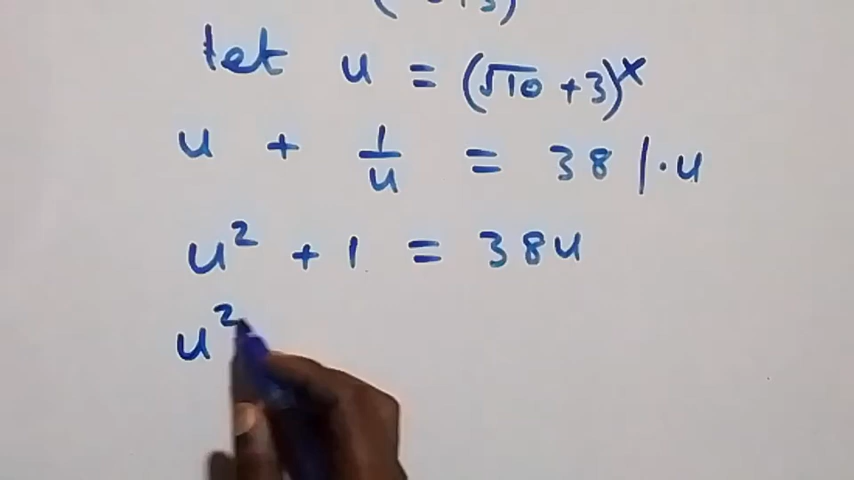 let u = (√10 + 3)^x
u + 1/u = 38 | · u
u² + 1 = 38u
u²